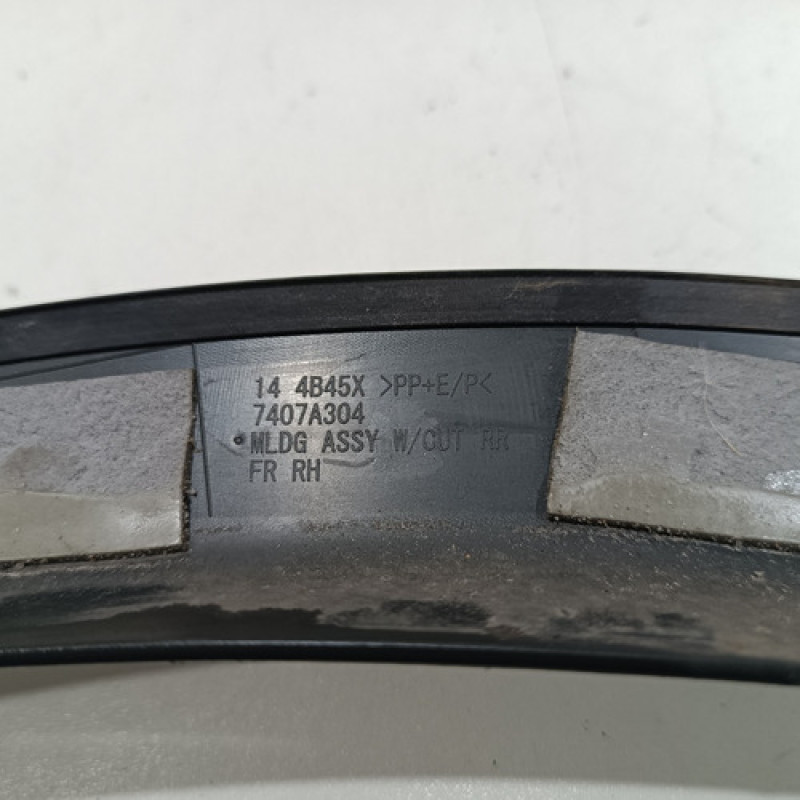 14 4B45X >PP+E/P<
7407A304
•MLDG ASSY W/CUT RR
FR RH